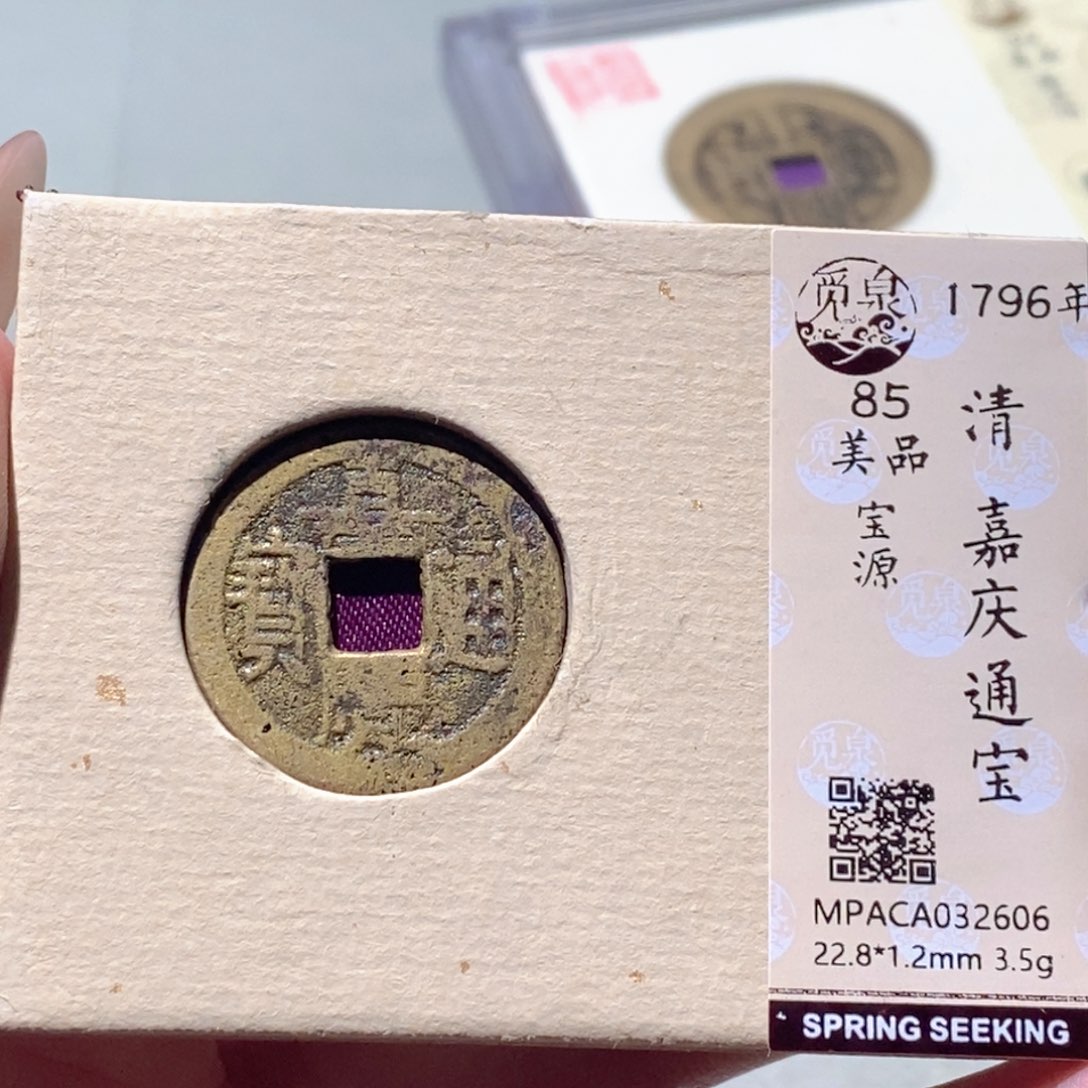 觅泉
1796年
85
美品
宝源
清 嘉庆通宝
MPACA032606
22.8*1.2mm 3.5g
SPRING SEEKING